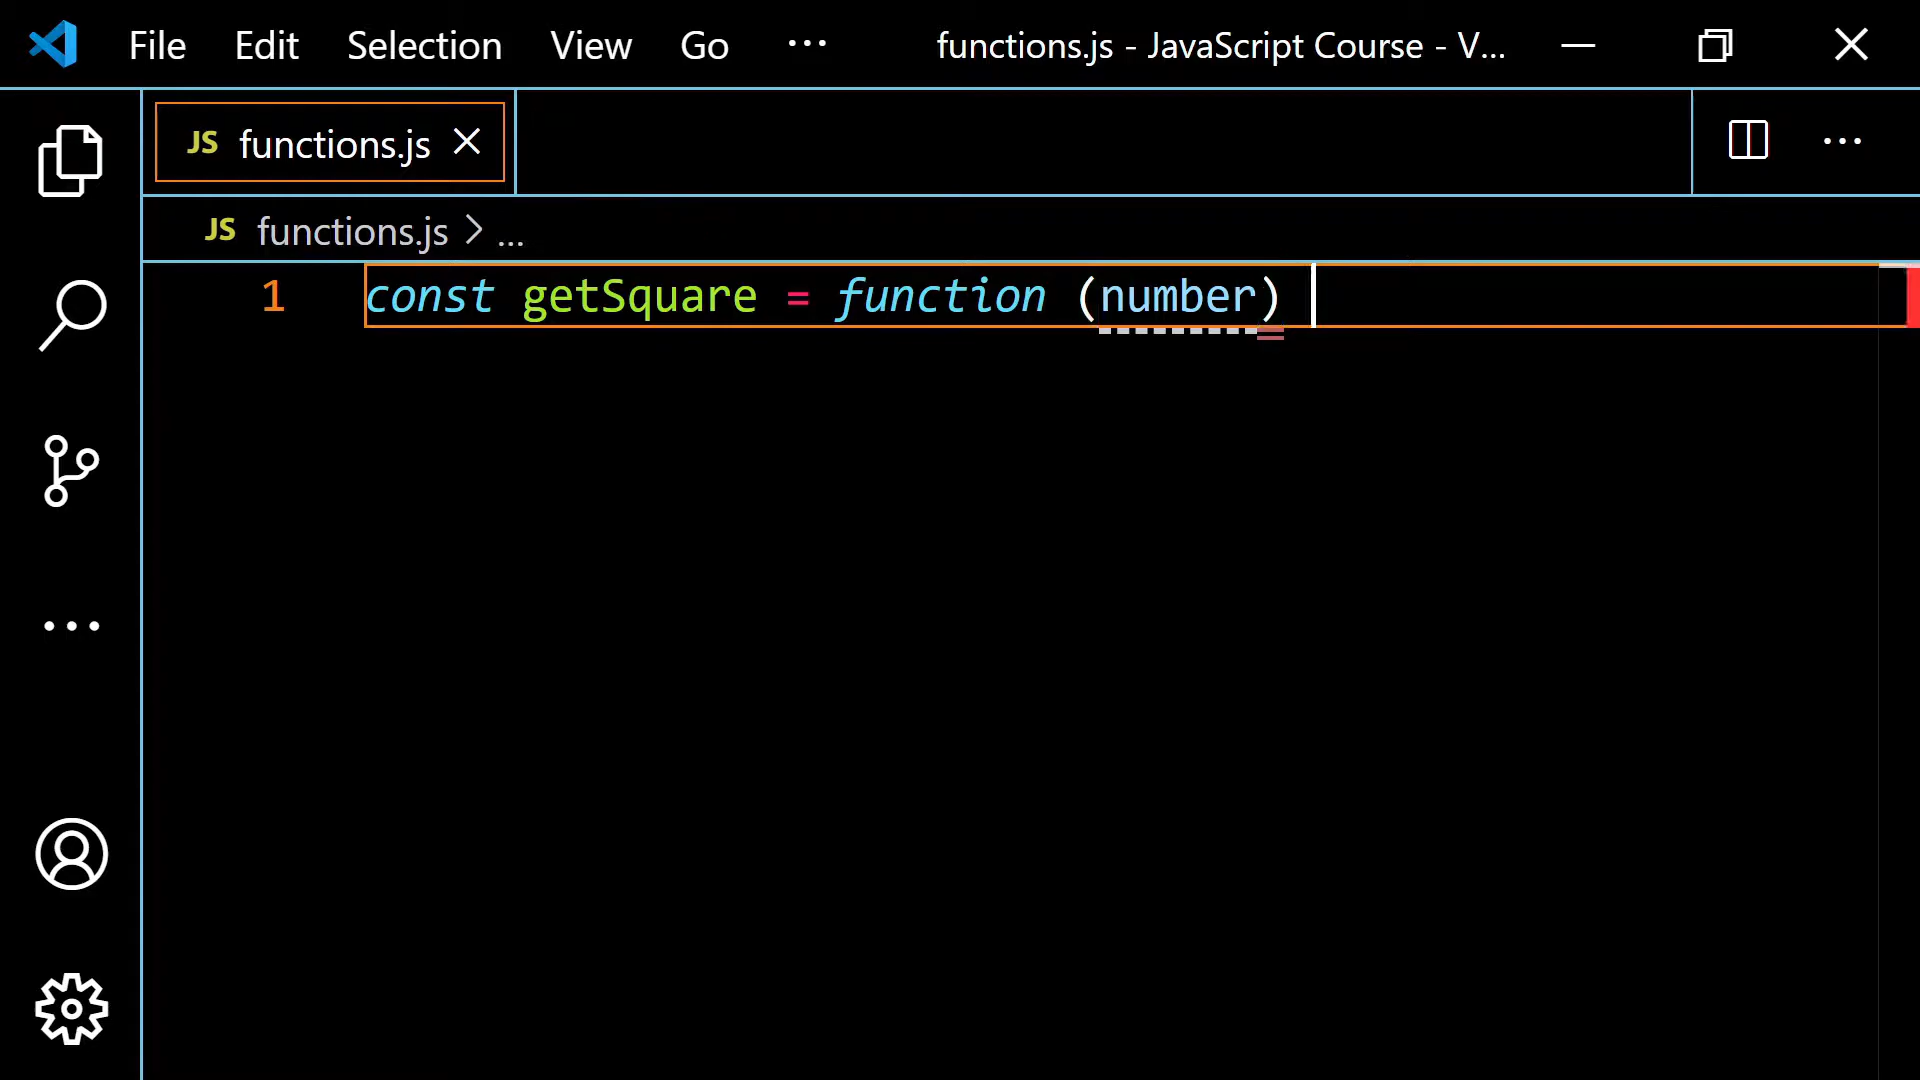 File Edit Selection View Go ... functions.js - JavaScript Course - V...
JS functions.js
JS functions.js > ...
1 const getSquare = function (number)